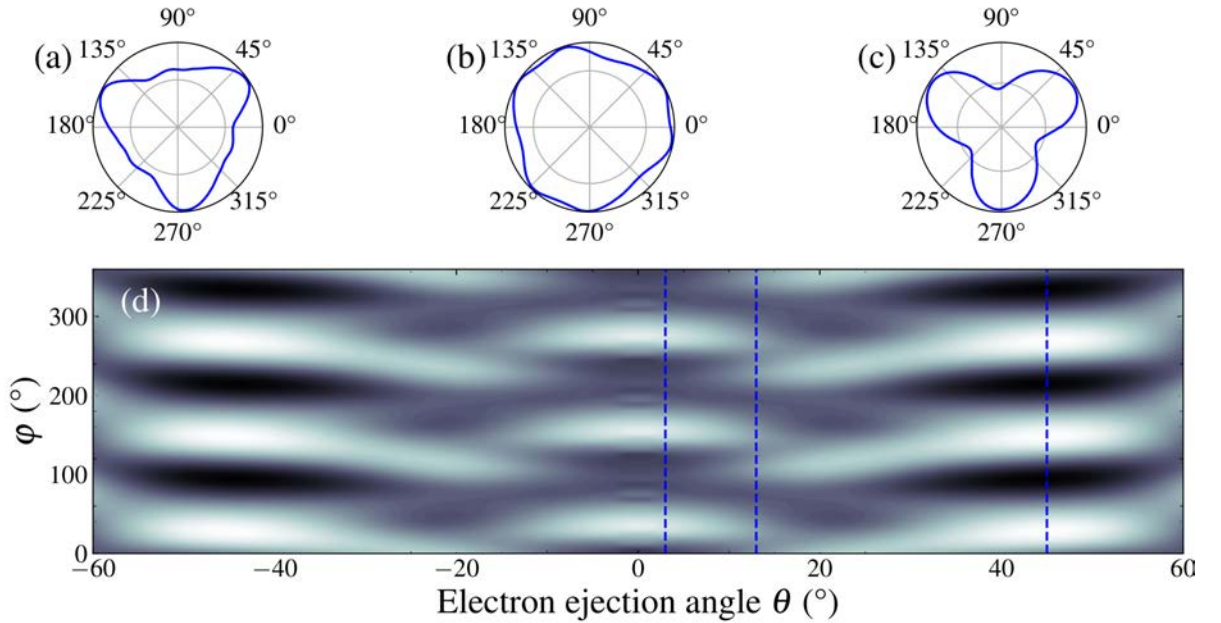 (a) 90° 45° 0° 315° 270° 225° 180° 135°
(b) 90° 45° 0° 315° 270° 225° 180° 135°
(c) 90° 45° 0° 315° 270° 225° 180° 135°
(d)
300
200
100
0
φ (°)
−60 −40 −20 0 20 40 60
Electron ejection angle θ (°)